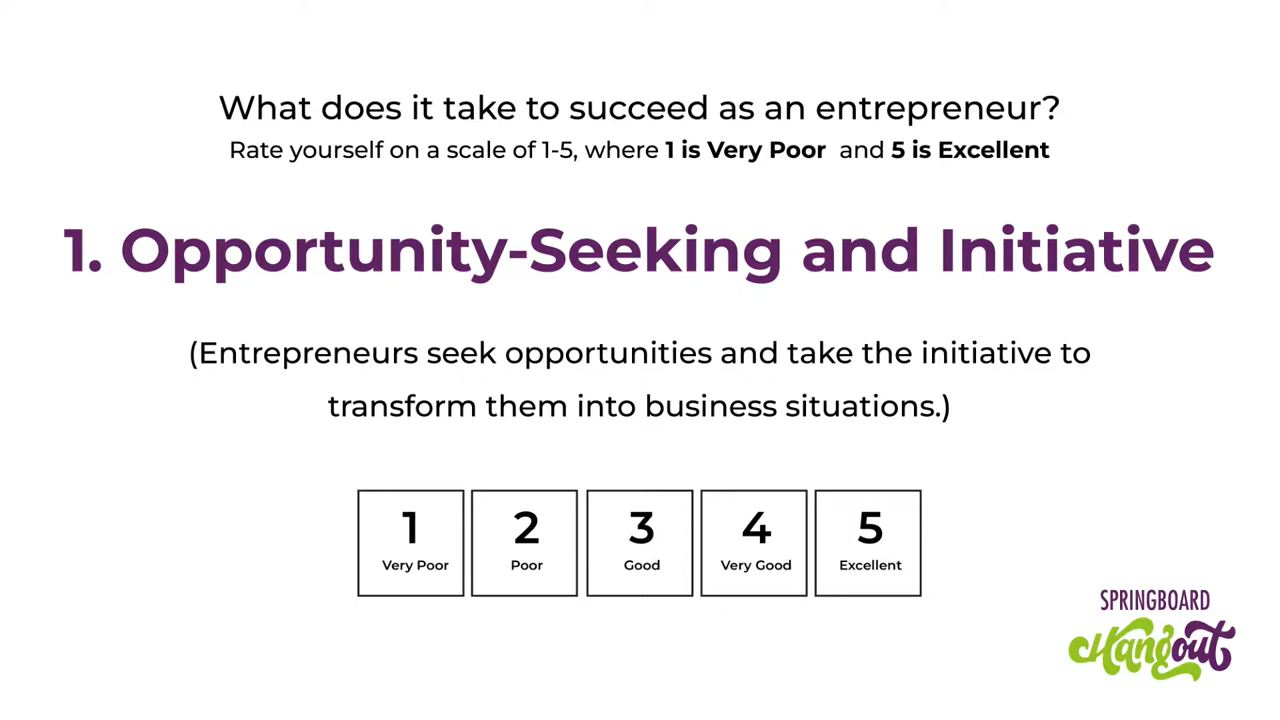 What does it take to succeed as an entrepreneur?
Rate yourself on a scale of 1-5, where 1 is Very Poor and 5 is Excellent
1. Opportunity-Seeking and Initiative
(Entrepreneurs seek opportunities and take the initiative to
transform them into business situations.)
1 2 3 4 5
Very Poor Poor Good Very Good Excellent
SPRINGBOARD
Hangout